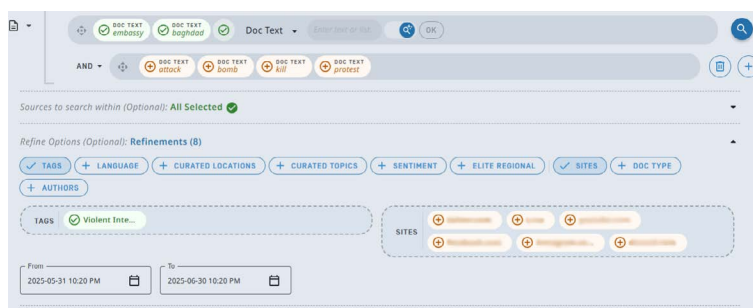 DOC TEXT embassy DOC TEXT baghdad Doc Text Enter text or list OK
AND DOC TEXT attack DOC TEXT bomb DOC TEXT kill DOC TEXT protest
Sources to search within (Optional): All Selected
Refine Options (Optional): Refinements (8)
TAGS + LANGUAGE + CURATED LOCATIONS + CURATED TOPICS + SENTIMENT + ELITE REGIONAL SITES + DOC TYPE
+ AUTHORS
TAGS Violent Inte...
SITES
From To
2025-05-31 10:20 PM 2025-06-30 10:20 PM